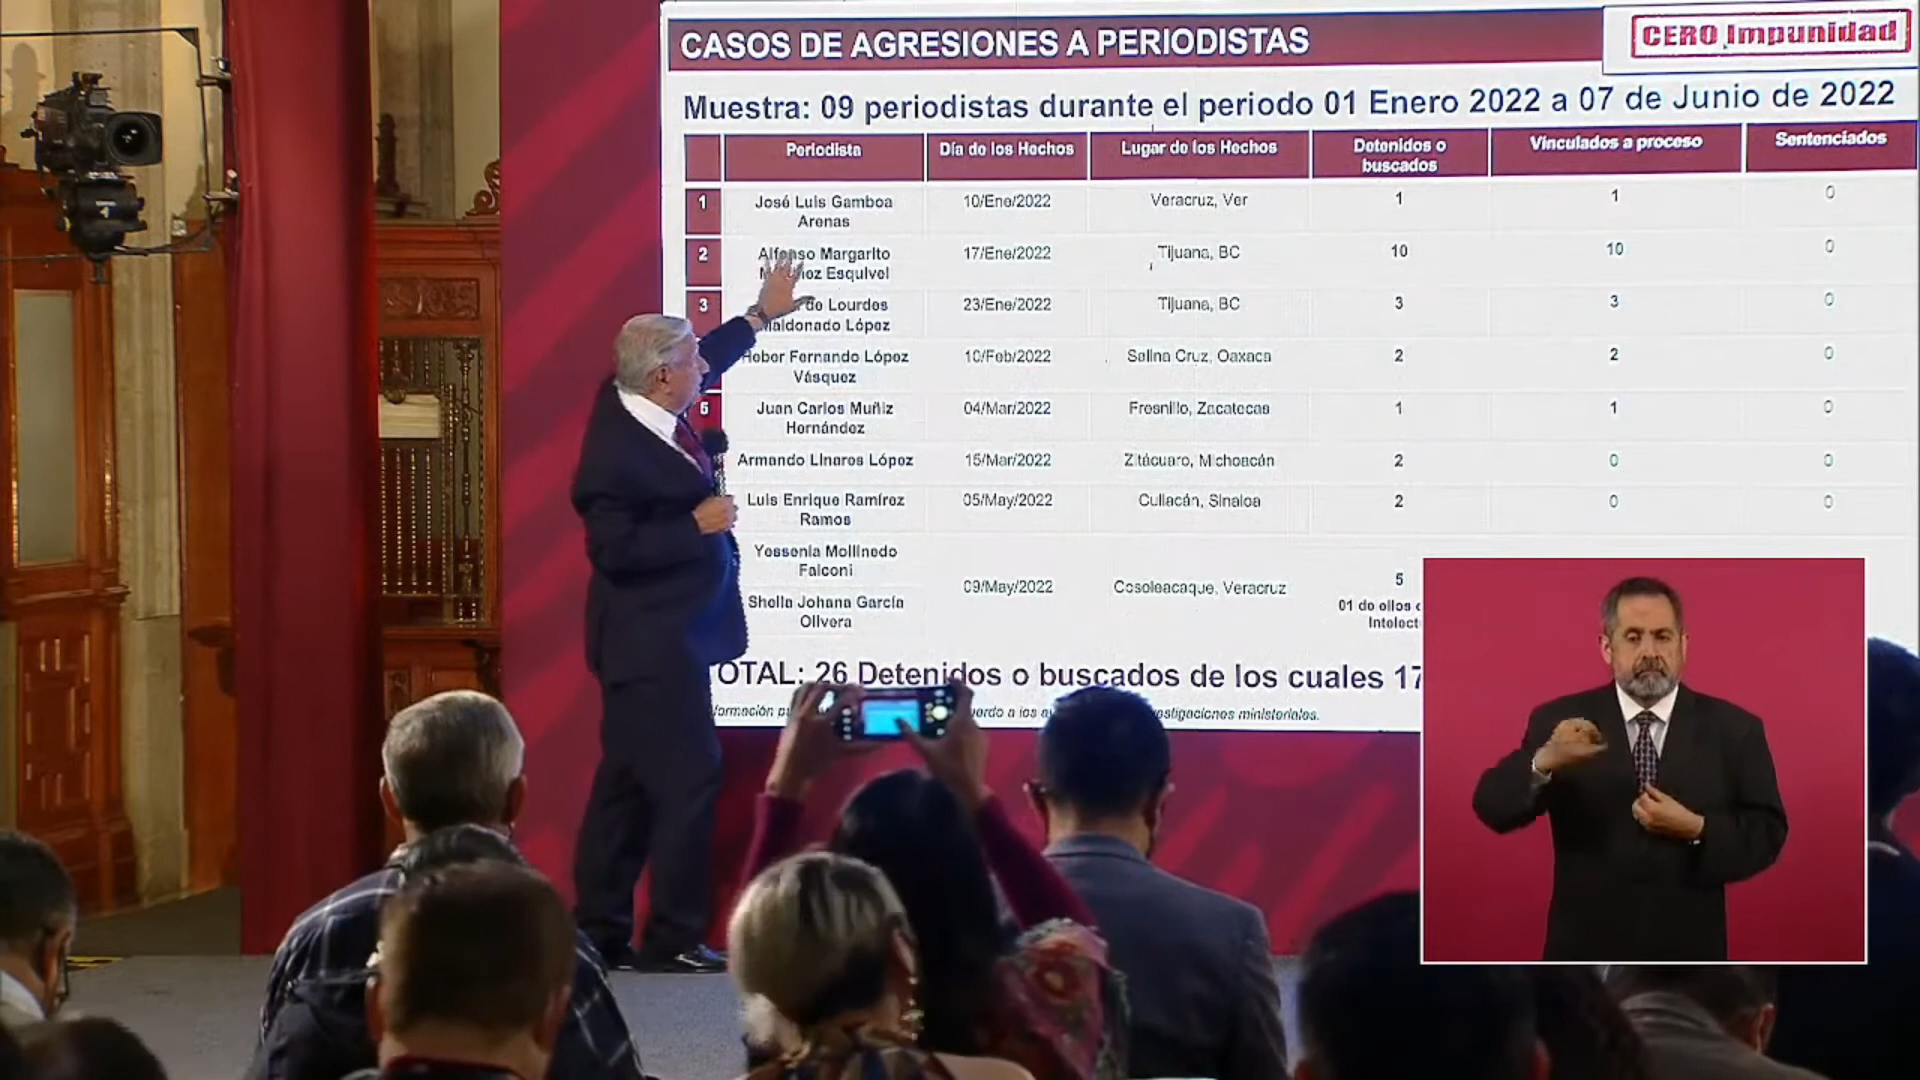 CASOS DE AGRESIONES A PERIODISTAS
CERO Impunidad
Muestra: 09 periodistas durante el periodo 01 Enero 2022 a 07 de Junio de 2022
Periodista Día de los Hechos Lugar de los Hechos Detenidos o buscados Vinculados a proceso Sentenciados
1 José Luis Gamboa Arenas 10/Ene/2022 Veracruz, Ver 1 1 0
2 Alfonso Margarito Esquivel 17/Ene/2022 Tijuana, BC 10 10 0
3 de Lourdes Maldonado López 23/Ene/2022 Tijuana, BC 3 3 0
Heber Fernando López Vásquez 10/Feb/2022 Salina Cruz, Oaxaca 2 2 0
5 Juan Carlos Muñiz Hernández 04/Mar/2022 Fresnillo, Zacatecas 1 1 0
Armando Linares López 15/Mar/2022 Zitácuaro, Michoacán 2 0 0
Luis Enrique Ramírez Ramos 05/May/2022 Culiacán, Sinaloa 2 0 0
Yessenia Mollinedo Falconi
Sheila Johana García Olivera
09/May/2022 Cosoleacaque, Veracruz 5
01 de ellos
Intelect
OTAL: 26 Detenidos o buscados de los cuales 17
formación uerdo a los stigaciones ministeriales.